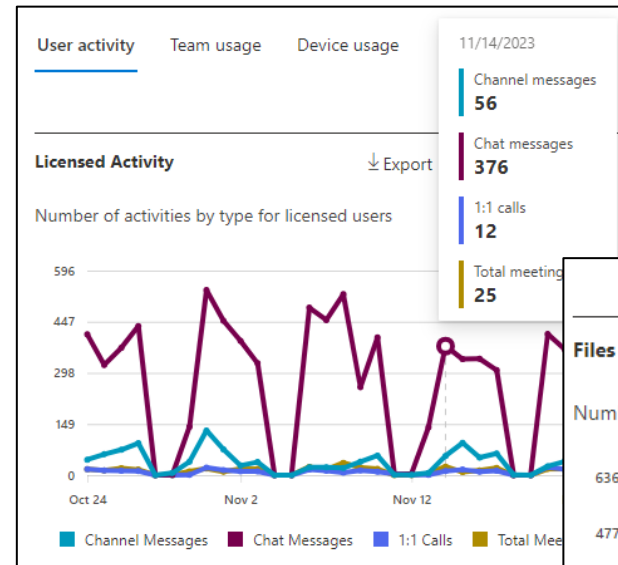 User activity Team usage Device usage
11/14/2023
Channel messages
56
Chat messages
376
1:1 calls
12
Total meeting
25
Licensed Activity Export
Number of activities by type for licensed users
596
447
298
149
0
Oct 24 Nov 2 Nov 12
Channel Messages Chat Messages 1:1 Calls Total Mee
Files
Num
636
477